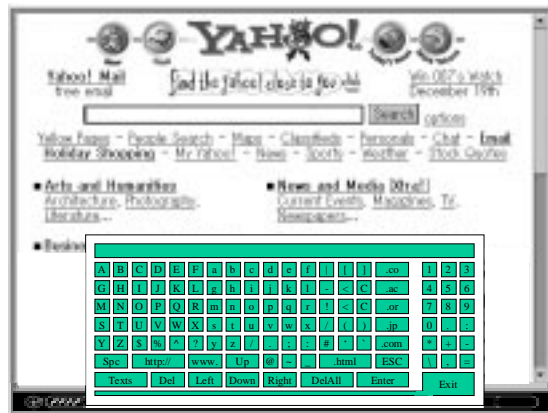 YAHOO!
Yahoo! Mail
free email
Find the Yahoo! closest to you
Win 007's Watch
December 19th
Search options
Yellow Pages - People Search - Maps - Classifieds - Personals - Chat - Email
Holiday Shopping - My Yahoo! - News - Sports - Weather - Stock Quotes
Arts and Humanities
Architecture, Photography,
Literature...
News and Media [Xtra!]
Current Events, Magazines, TV,
Newspapers...
A B C D E F a b c d e f | [ ] .co 1 2 3
G H I J K L g h i j k l - < C .ac 4 5 6
M N O P Q R m n o p q r ! < C .or 7 8 9
S T U V W X s t u v w x / ( ) .jp 0 . :
Y Z $ % ^ ? y z / . ; : # ' ` .com * + -
Spc http:// www. Up @ ~ _ .html ESC \ , =
Texts Del Left Down Right DelAll Enter Exit